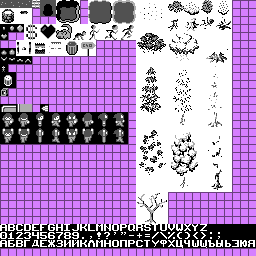 ABCDEFGHIJKLMNOPQRSTUVWXYZ
0123456789.,!?'"-+=/\%()<>:;
АБВГДЕЖЗИЙКЛМНОПРСТУФХЦЧШЩЪЫЬЭЮЯ